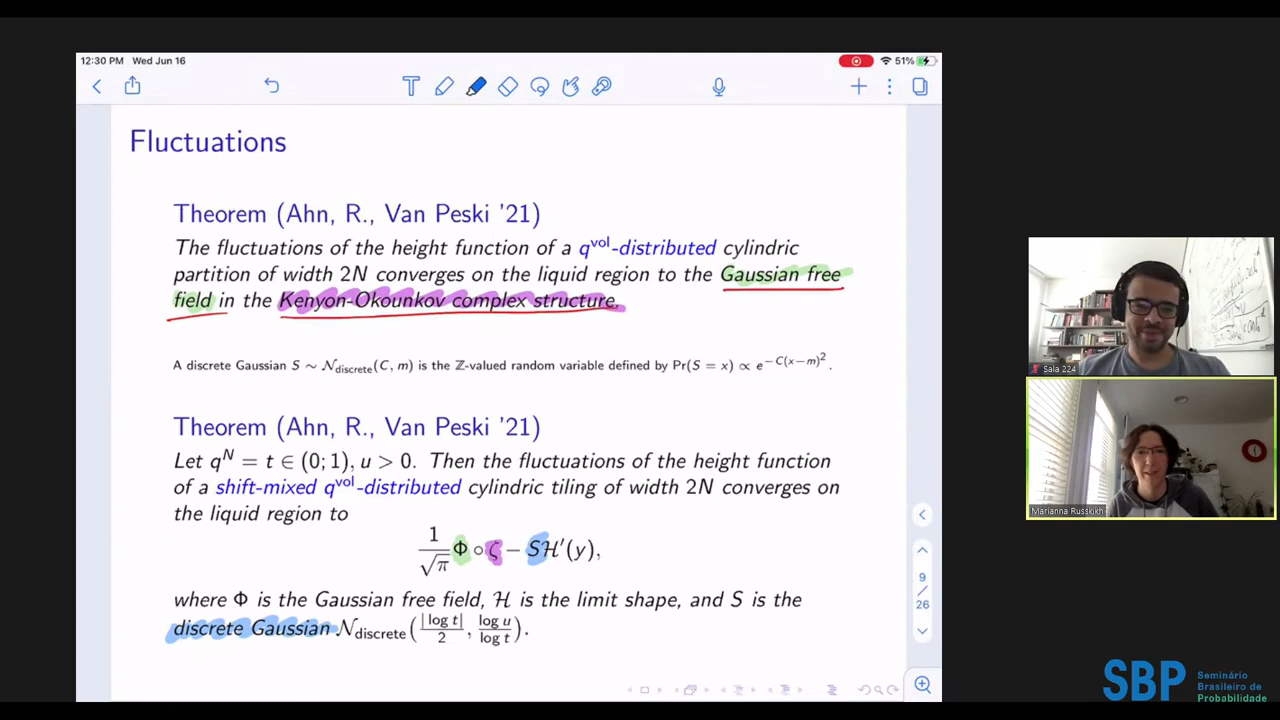 12:30 PM Wed Jun 16
51%
Fluctuations
Theorem (Ahn, R., Van Peski '21)
The fluctuations of the height function of a q^vol-distributed cylindric
partition of width 2N converges on the liquid region to the Gaussian free
field in the Kenyon-Okounkov complex structure.
A discrete Gaussian S ∼ 𝒩_discrete(C, m) is the ℤ-valued random variable defined by Pr(S = x) ∝ e^{−C(x−m)^2}.
Theorem (Ahn, R., Van Peski '21)
Let q^N = t ∈ (0; 1), u > 0. Then the fluctuations of the height function
of a shift-mixed q^vol-distributed cylindric tiling of width 2N converges on
the liquid region to
1/√π Φ ∘ ζ − Sℋ′(y),
where Φ is the Gaussian free field, ℋ is the limit shape, and S is the
discrete Gaussian 𝒩_discrete(|log t|/2, log u/log t).
9
/
26
Sala 224
Marianna Russkikh
SBP
Seminário
Brasileiro de
Probabilidade